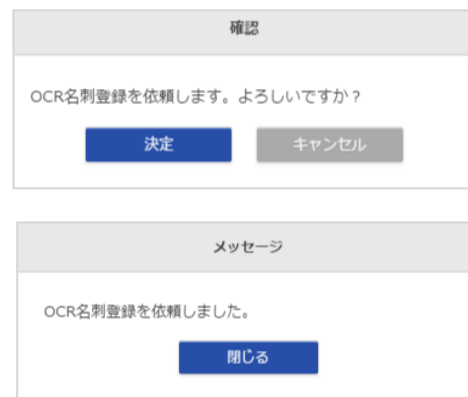 確認
OCR名刺登録を依頼します。よろしいですか？
決定
キャンセル
メッセージ
OCR名刺登録を依頼しました。
閉じる